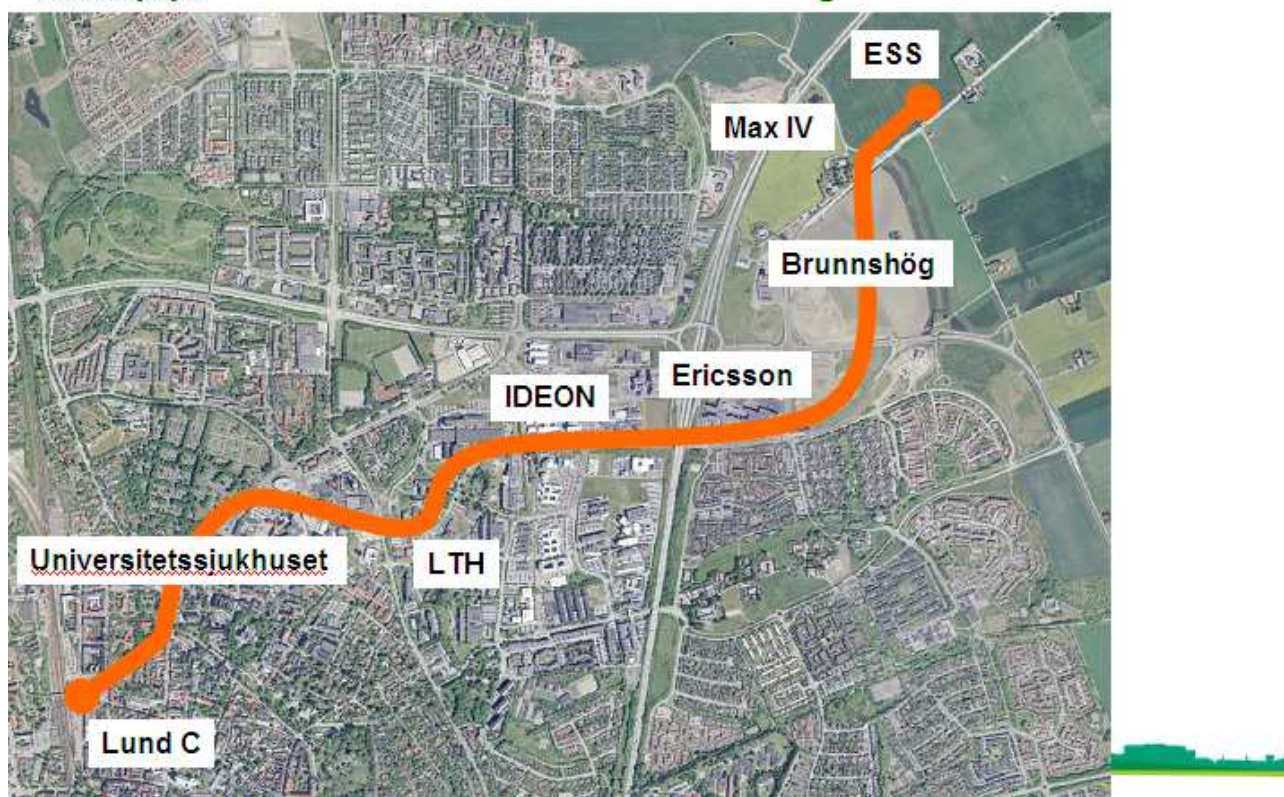 ESS
Max IV
Brunnshög
Ericsson
IDEON
LTH
Universitetssjukhuset
Lund C